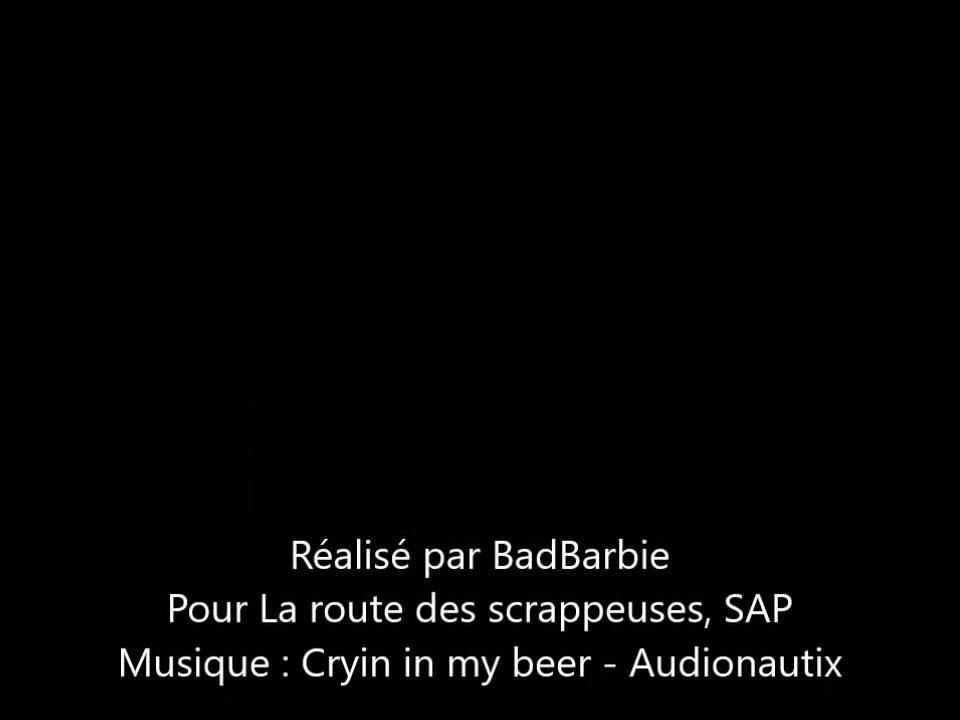 Réalisé par BadBarbie
Pour La route des scrappeuses, SAP
Musique : Cryin in my beer - Audionautix